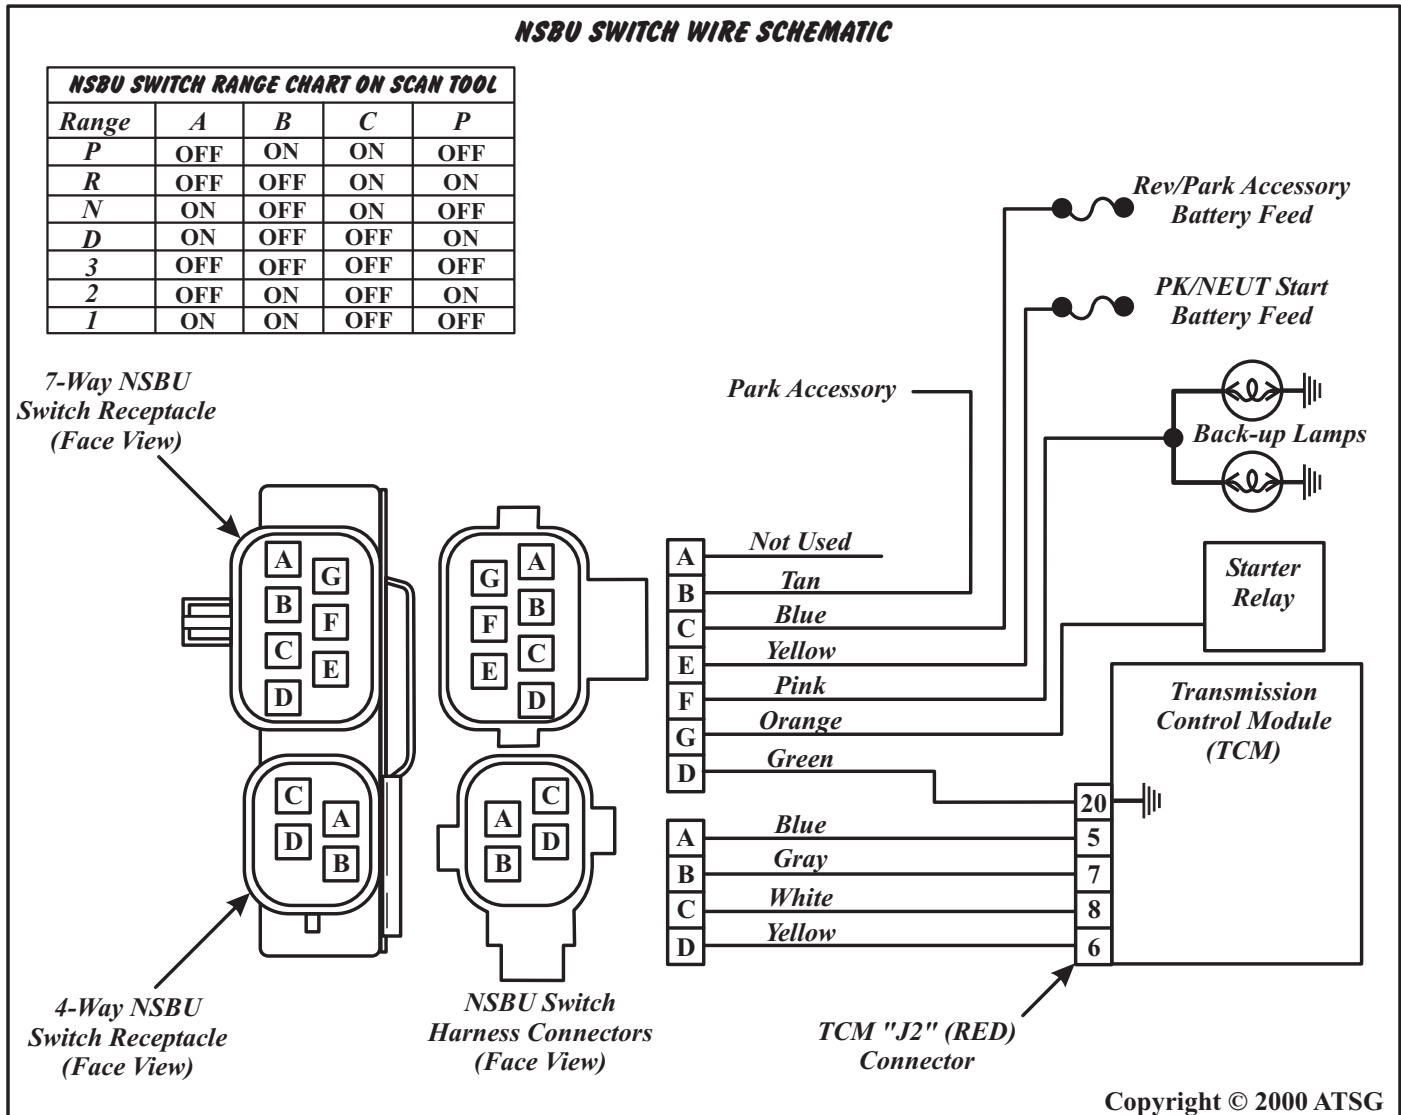 NSBU SWITCH WIRE SCHEMATIC
NSBU SWITCH RANGE CHART ON SCAN TOOL
Range A B C P
P OFF ON ON OFF
R OFF OFF ON ON
N ON OFF ON OFF
D ON OFF OFF ON
3 OFF OFF OFF OFF
2 OFF ON OFF ON
1 ON ON OFF OFF
Rev/Park Accessory
Battery Feed
PK/NEUT Start
Battery Feed
Park Accessory
Back-up Lamps
7-Way NSBU
Switch Receptacle
(Face View)
A
G
B
F
C
E
D
C
A
D
B
G
A
B
F
C
E
D
C
A
D
B
A Not Used
B Tan
C Blue
E Yellow
F Pink
G Orange
D Green
A Blue
B Gray
C White
D Yellow
Starter
Relay
Transmission
Control Module
(TCM)
20
5
7
8
6
4-Way NSBU
Switch Receptacle
(Face View)
NSBU Switch
Harness Connectors
(Face View)
TCM "J2" (RED)
Connector
Copyright © 2000 ATSG